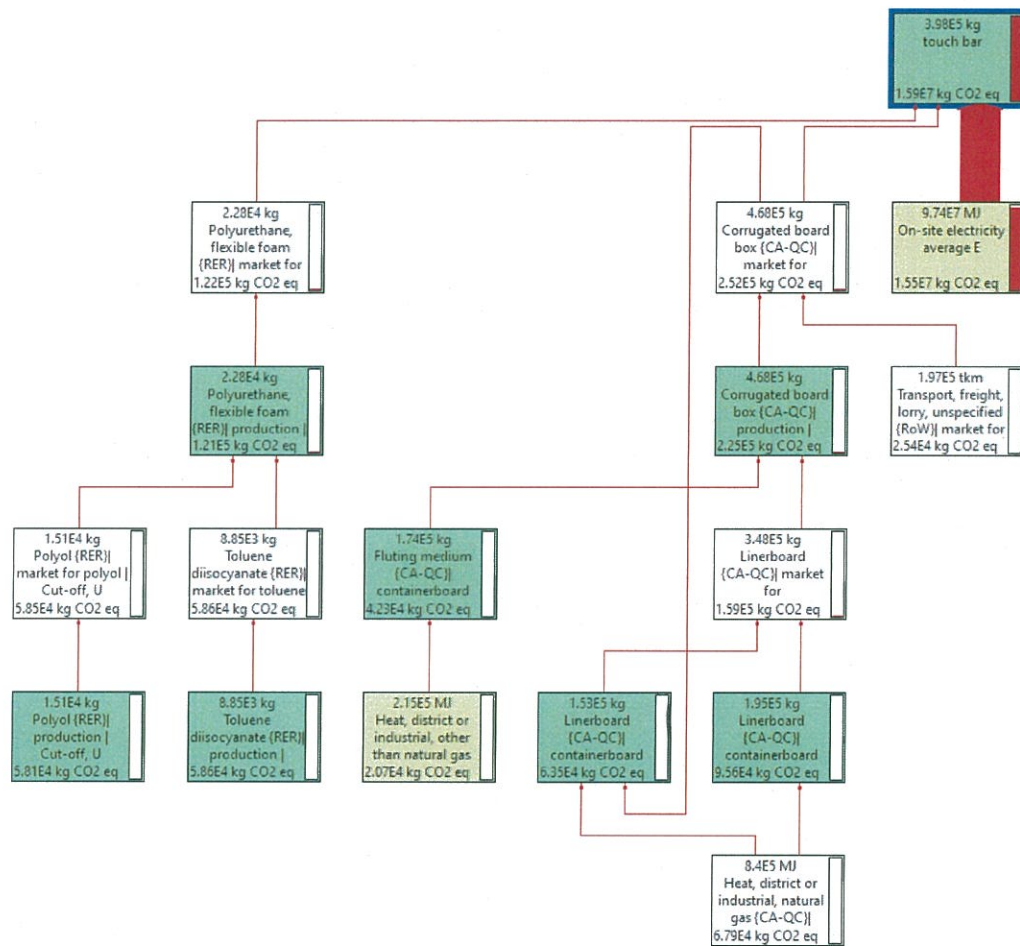 3.98E5 kg
touch bar
1.59E7 kg CO2 eq
2.28E4 kg
Polyurethane,
flexible foam
{RER}| market for
1.22E5 kg CO2 eq
4.68E5 kg
Corrugated board
box {CA-QC}|
market for
2.52E5 kg CO2 eq
9.74E7 MJ
On-site electricity
average E
1.55E7 kg CO2 eq
2.28E4 kg
Polyurethane,
flexible foam
{RER}| production |
1.21E5 kg CO2 eq
4.68E5 kg
Corrugated board
box {CA-QC}|
production |
2.25E5 kg CO2 eq
1.97E5 tkm
Transport, freight,
lorry, unspecified
{RoW}| market for
2.54E4 kg CO2 eq
1.51E4 kg
Polyol {RER}|
market for polyol |
Cut-off, U
5.85E4 kg CO2 eq
8.85E3 kg
Toluene
diisocyanate {RER}|
market for toluene
5.86E4 kg CO2 eq
1.74E5 kg
Fluting medium
{CA-QC}|
containerboard
4.23E4 kg CO2 eq
3.48E5 kg
Linerboard
{CA-QC}| market
for
1.59E5 kg CO2 eq
1.51E4 kg
Polyol {RER}|
production |
Cut-off, U
5.81E4 kg CO2 eq
8.85E3 kg
Toluene
diisocyanate {RER}|
production |
5.86E4 kg CO2 eq
2.15E5 MJ
Heat, district or
industrial, other
than natural gas
2.07E4 kg CO2 eq
1.53E5 kg
Linerboard
{CA-QC}|
containerboard
6.35E4 kg CO2 eq
1.95E5 kg
Linerboard
{CA-QC}|
containerboard
9.56E4 kg CO2 eq
8.4E5 MJ
Heat, district or
industrial, natural
gas {CA-QC}|
6.79E4 kg CO2 eq